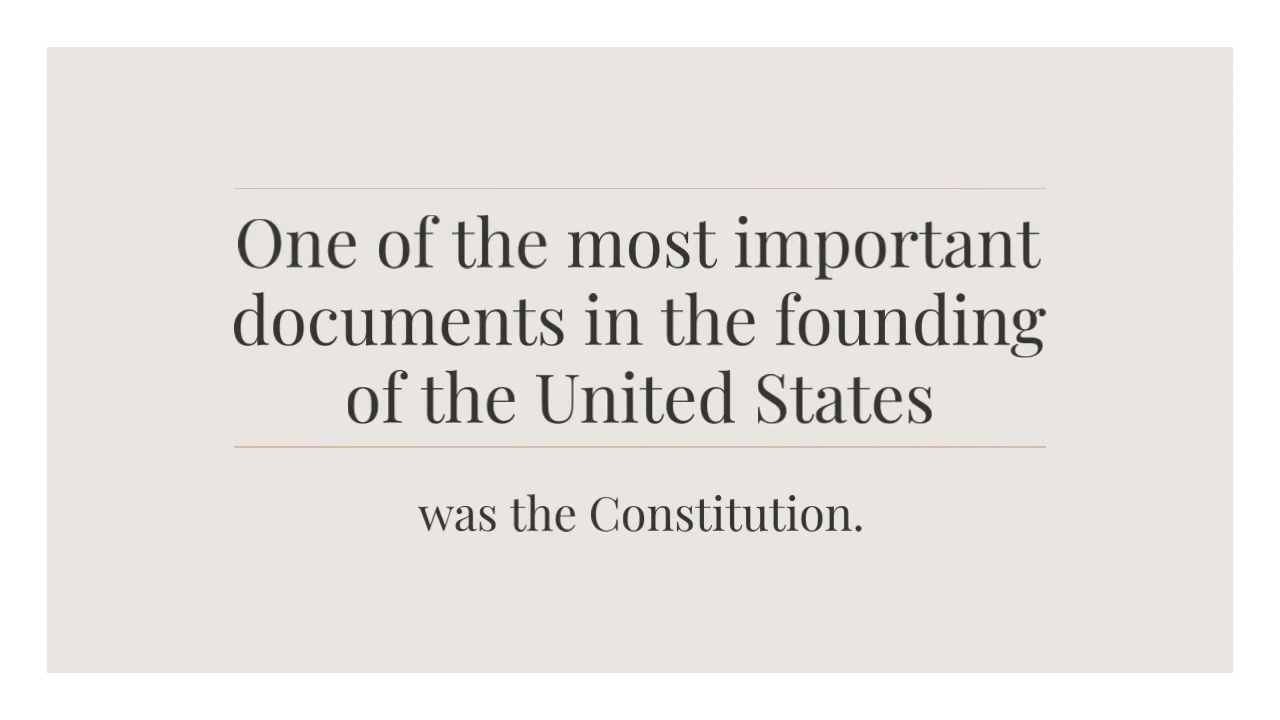 One of the most important
documents in the founding
of the United States
was the Constitution.